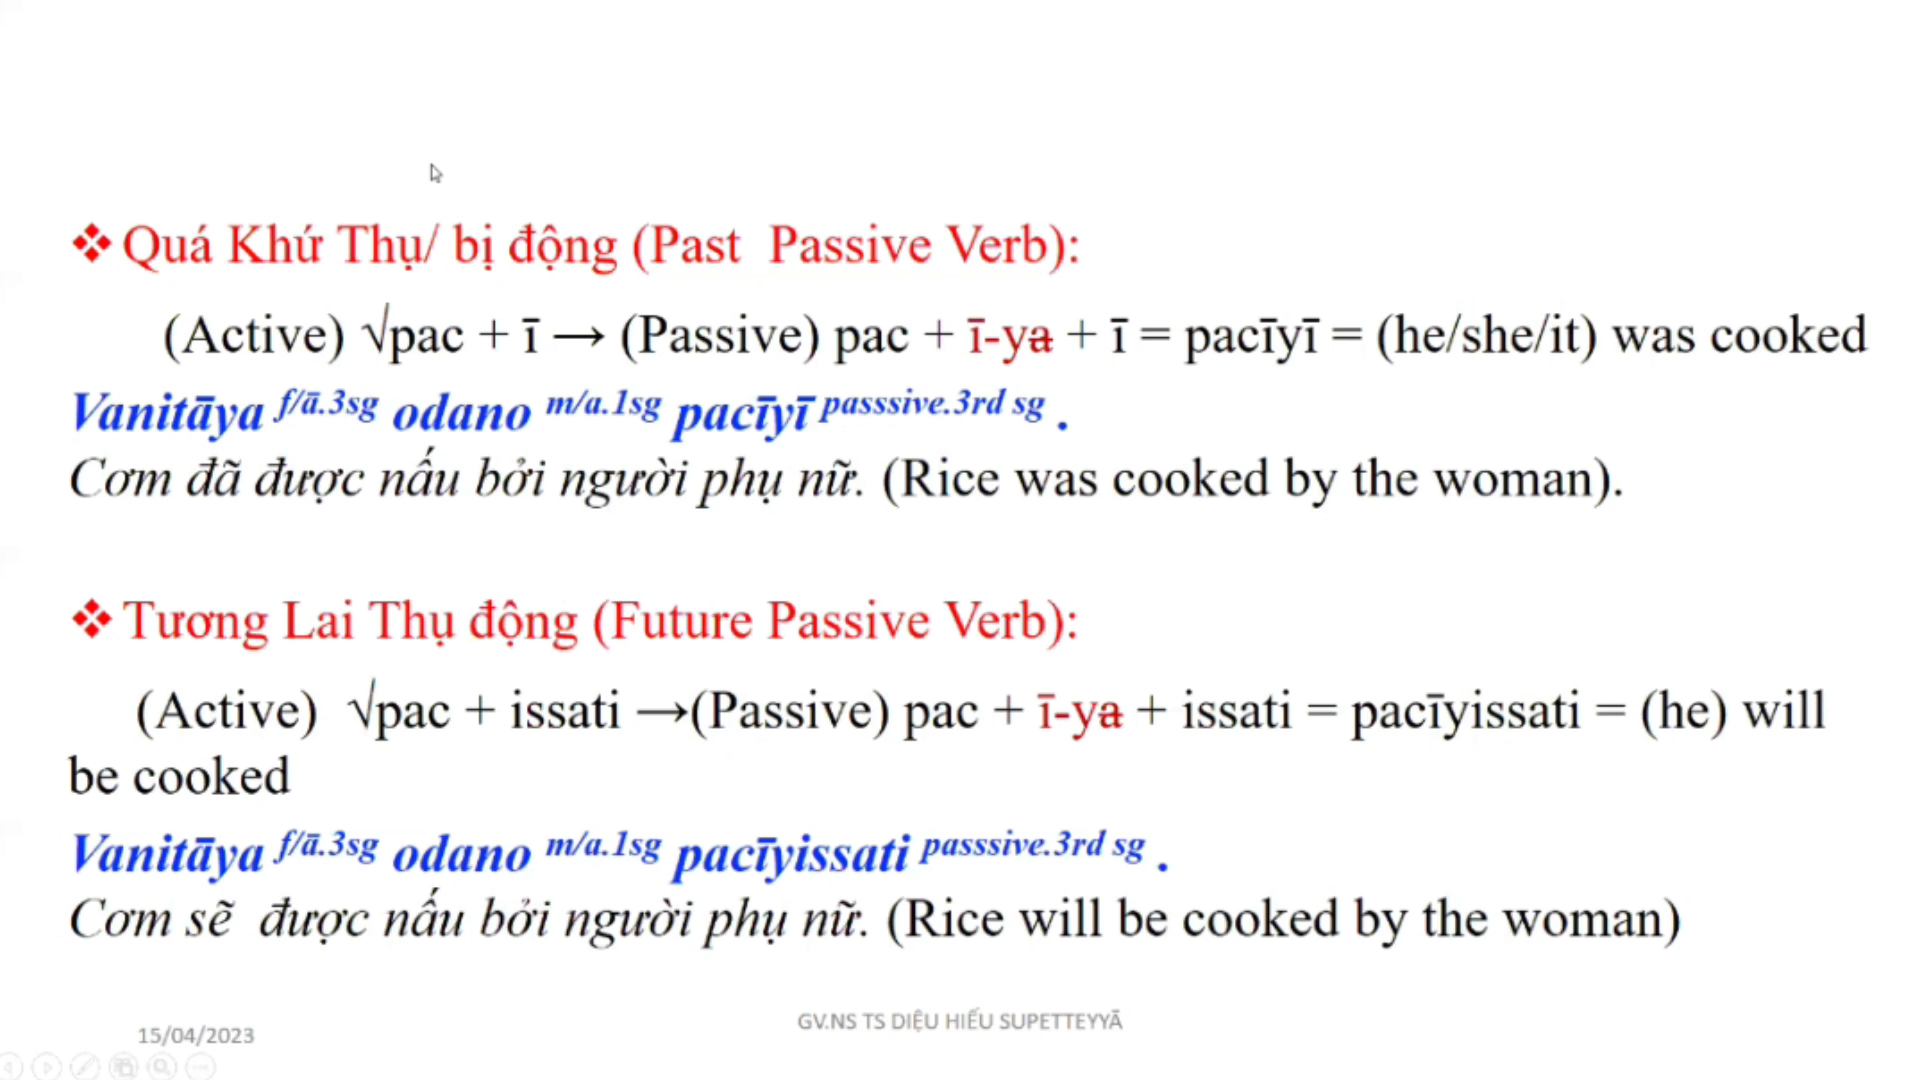 ❖ Quá Khứ Thụ/ bị động (Past Passive Verb):
(Active) √pac + ī → (Passive) pac + ī-ya + ī = pacīyī = (he/she/it) was cooked
Vanitāya f/ā.3sg odano m/a.1sg pacīyī passsive.3rd sg .
Cơm đã được nấu bởi người phụ nữ. (Rice was cooked by the woman).
❖ Tương Lai Thụ động (Future Passive Verb):
(Active) √pac + issati →(Passive) pac + ī-ya + issati = pacīyissati = (he) will
be cooked
Vanitāya f/ā.3sg odano m/a.1sg pacīyissati passsive.3rd sg .
Cơm sẽ được nấu bởi người phụ nữ. (Rice will be cooked by the woman)
15/04/2023
GV.NS TS DIỆU HIẾU SUPETTEYYĀ